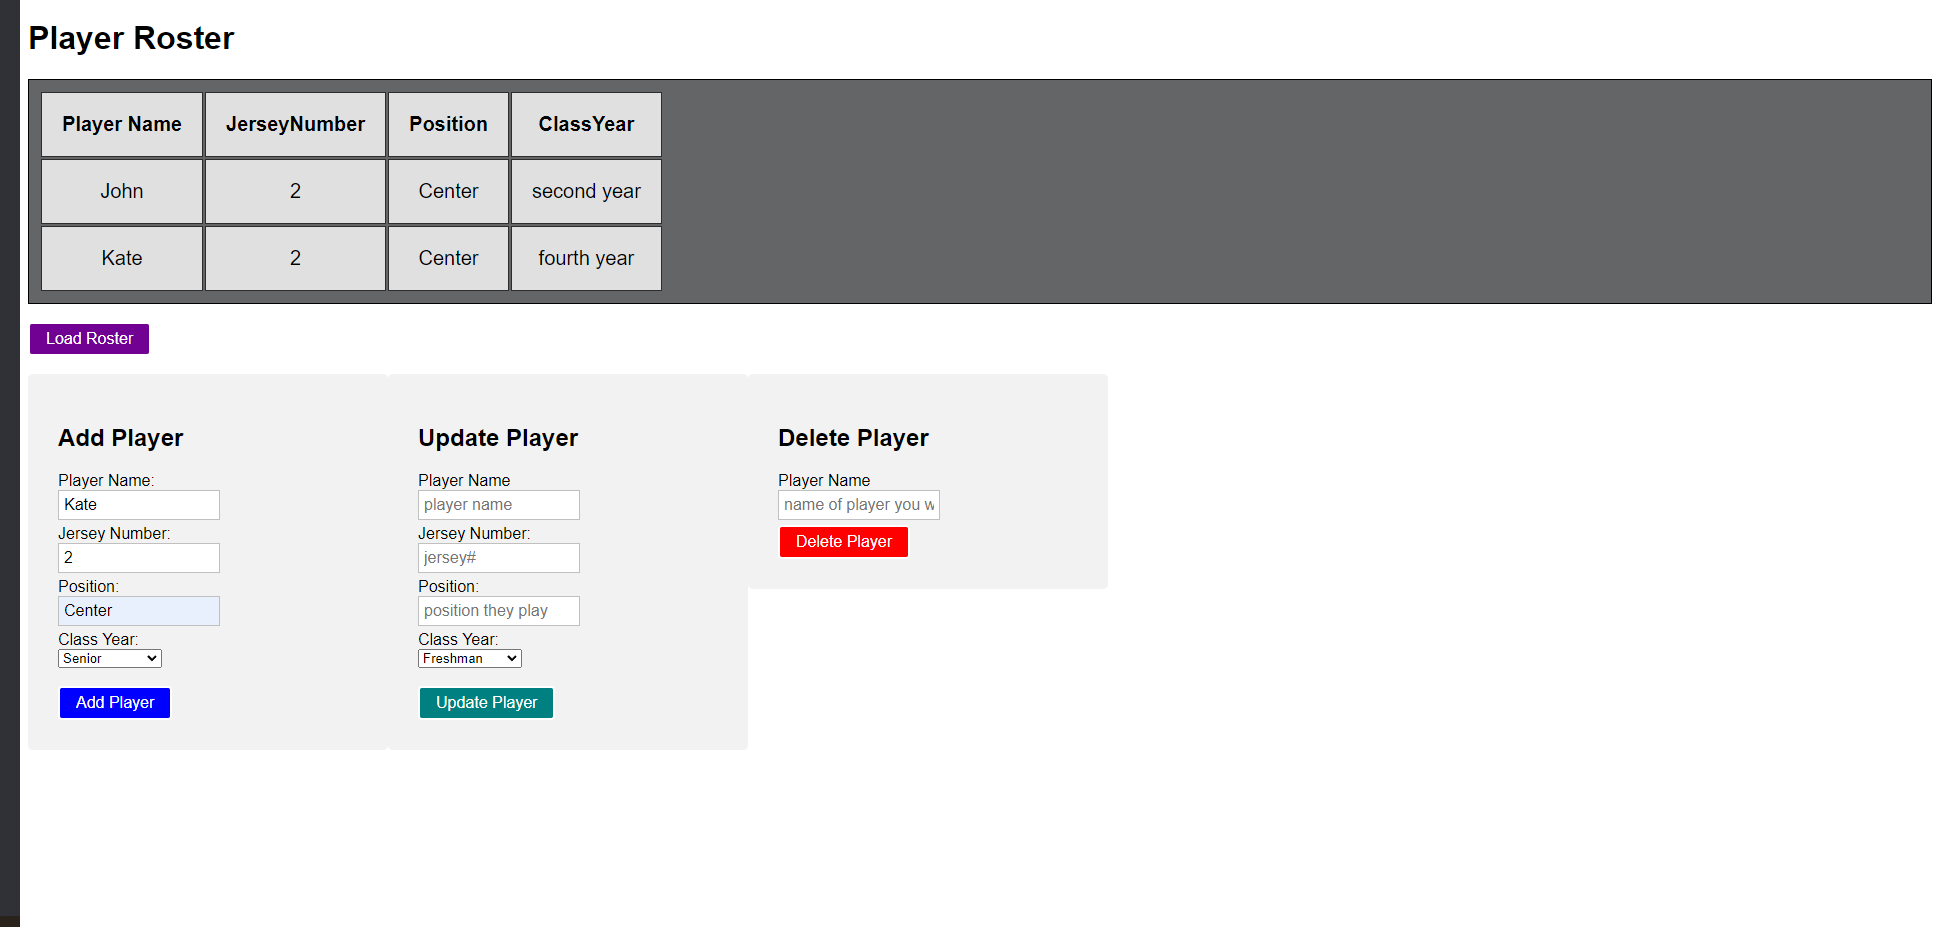 Player Roster
Player Name JerseyNumber Position ClassYear
John 2 Center second year
Kate 2 Center fourth year
Load Roster
Add Player
Player Name:
Kate
Jersey Number:
2
Position:
Center
Class Year:
Senior
Add Player
Update Player
Player Name
player name
Jersey Number:
jersey#
Position:
position they play
Class Year:
Freshman
Update Player
Delete Player
Player Name
name of player you w
Delete Player